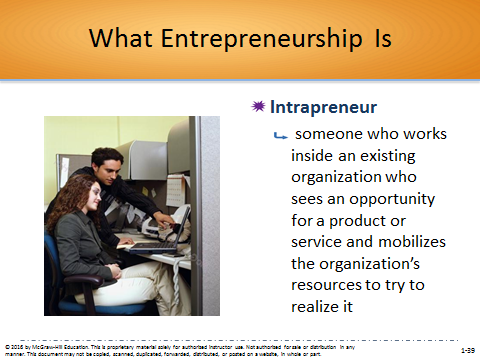 What Entrepreneurship Is
Intrapreneur
someone who works
inside an existing
organization who
sees an opportunity
for a product or
service and mobilizes
the organization's
resources to try to
realize it
© 2016 by McGraw-Hill Education. This is proprietary material solely for authorized instructor use. Not authorized for sale or distribution in any
manner. This document may not be copied, scanned, duplicated, forwarded, distributed, or posted on a website, in whole or part.
1-39